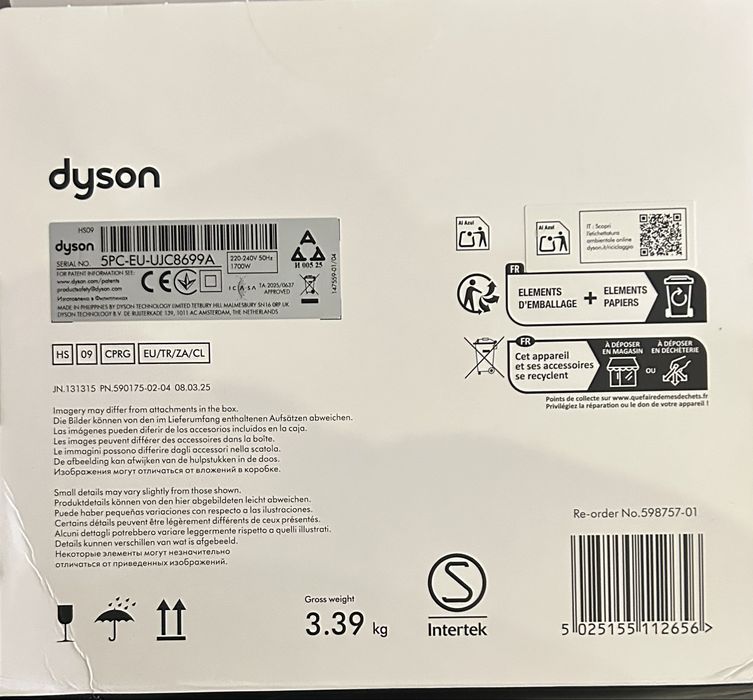 dyson
HS09
dyson
SERIAL NO. 5PC-EU-UJC8699A
220-240V 50Hz
1700W
FOR PATENT INFORMATION SEE:
www.dyson.com/patents
productsafety@dyson.com
Изготовлено в Филиппинах
CE
ICASA TA-2025/0637
APPROVED
H 005 25
147559-01/04
MADE IN PHILIPPINES BY DYSON TECHNOLOGY LIMITED TETBURY HILL MALMESBURY SN16 0RP UK
DYSON TECHNOLOGY B.V. DE RUIJTERKADE 139, 1011 AC AMSTERDAM, THE NETHERLANDS
HS 09 CPRG EU/TR/ZA/CL
JN.131315 PN.590175-02-04 08.03.25
Imagery may differ from attachments in the box.
Die Bilder können von den im Lieferumfang enthaltenen Aufsätzen abweichen.
Las imágenes pueden diferir de los accesorios incluidos en la caja.
Les images peuvent différer des accessoires dans la boîte.
Le immagini possono differire dagli accessori nella scatola.
De afbeelding kan afwijken van de hulpstukken in de doos.
Изображения могут отличаться от вложений в коробке.
Small details may vary slightly from those shown.
Produktdetails können von den hier abgebildeten leicht abweichen.
Puede haber pequeñas variaciones con respecto a las ilustraciones.
Certains détails peuvent être légèrement différents de ceux présentés.
Alcuni dettagli potrebbero variare leggermente rispetto a quelli illustrati.
Details kunnen verschillen van wat is afgebeeld.
Некоторые элементы могут незначительно
отличаться от приведенных изображений.
Gross weight
3.39 kg
Al Azul
Al Azul
IT : Scopri
l'etichettatura
ambientale online
dyson.it/riciclaggio
FR
ELEMENTS
D'EMBALLAGE
+
ELEMENTS
PAPIERS
FR
Cet appareil
et ses accessoires
se recyclent
À DÉPOSER
EN MAGASIN
OU
À DÉPOSER
EN DÉCHÈTERIE
Points de collecte sur www.quefairedemesdechets.fr
Privilégiez la réparation ou le don de votre appareil !
Re-order No.598757-01
S
Intertek
5 025155 112656 >